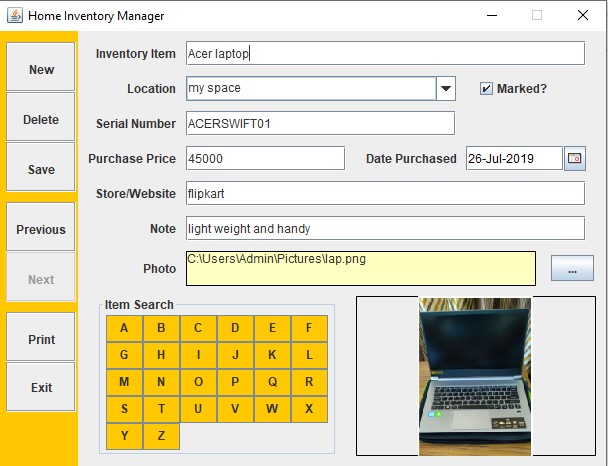 Home Inventory Manager
New
Delete
Save
Previous
Next
Print
Exit
Inventory Item Acer laptop
Location my space Marked?
Serial Number ACERSWIFT01
Purchase Price 45000 Date Purchased 26-Jul-2019
Store/Website flipkart
Note light weight and handy
Photo C:\Users\Admin\Pictures\lap.png ...
Item Search
A B C D E F
G H I J K L
M N O P Q R
S T U V W X
Y Z